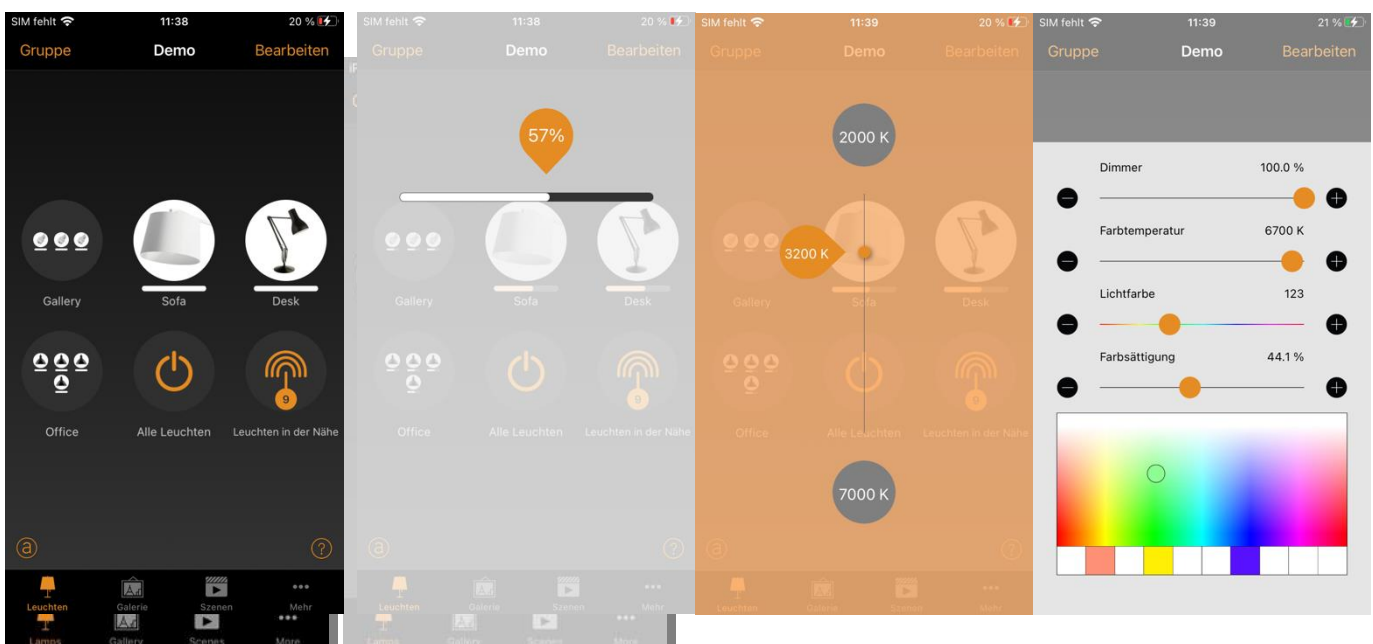 SIM fehlt 11:38 20 %
Gruppe Demo Bearbeiten
Gallery Sofa Desk
9
Office Alle Leuchten Leuchten in der Nähe
a ?
Leuchten Galerie Szenen Mehr
Lamps Gallery Scenes More
SIM fehlt 11:38 20 %
Gruppe Demo Bearbeiten
57%
Gallery Sofa Desk
9
Office Alle Leuchten Leuchten in der Nähe
a ?
Leuchten Galerie Szenen Mehr
Lamps Gallery Scenes More
SIM fehlt 11:39 20 %
Gruppe Demo Bearbeiten
2000 K
3200 K
Gallery Sofa Desk
9
Office Alle Leuchten Leuchten in der Nähe
7000 K
a ?
Leuchten Galerie Szenen Mehr
SIM fehlt 11:39 21 %
Gruppe Demo Bearbeiten
Dimmer 100.0 %
Farbtemperatur 6700 K
Lichtfarbe 123
Farbsättigung 44.1 %